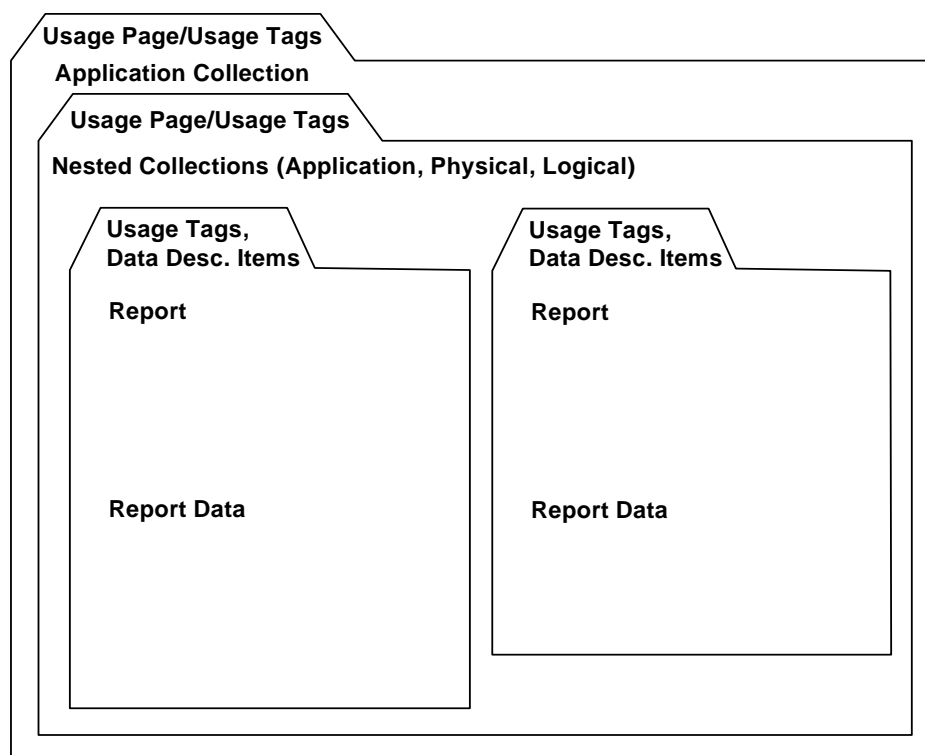 Usage Page/Usage Tags
Application Collection
Usage Page/Usage Tags
Nested Collections (Application, Physical, Logical)
Usage Tags,
Data Desc. Items
Report
Report Data
Usage Tags,
Data Desc. Items
Report
Report Data